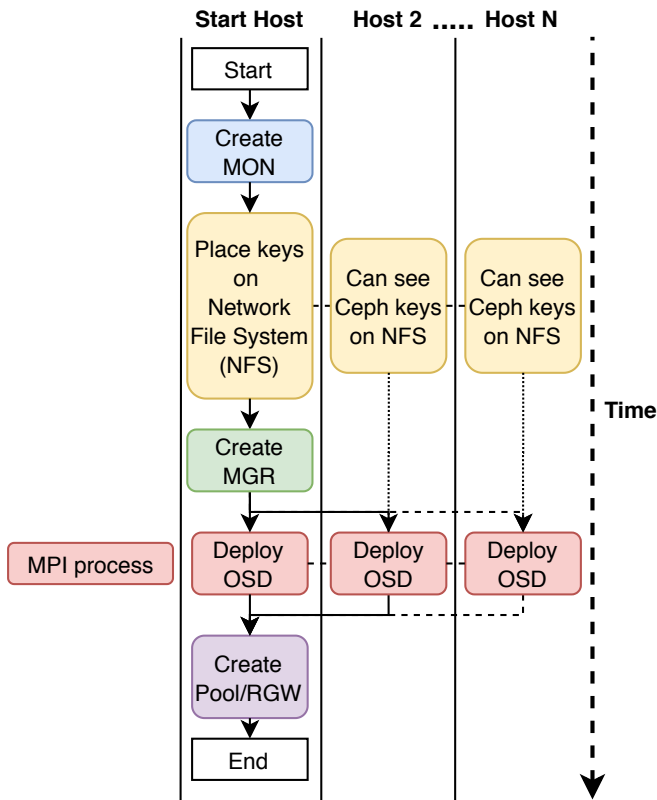 Start Host
Host 2 ..... Host N
Start
Create
MON
Place keys
on
Network
File System
(NFS)
Can see
Ceph keys
on NFS
Can see
Ceph keys
on NFS
Time
Create
MGR
MPI process
Deploy
OSD
Deploy
OSD
Deploy
OSD
Create
Pool/RGW
End